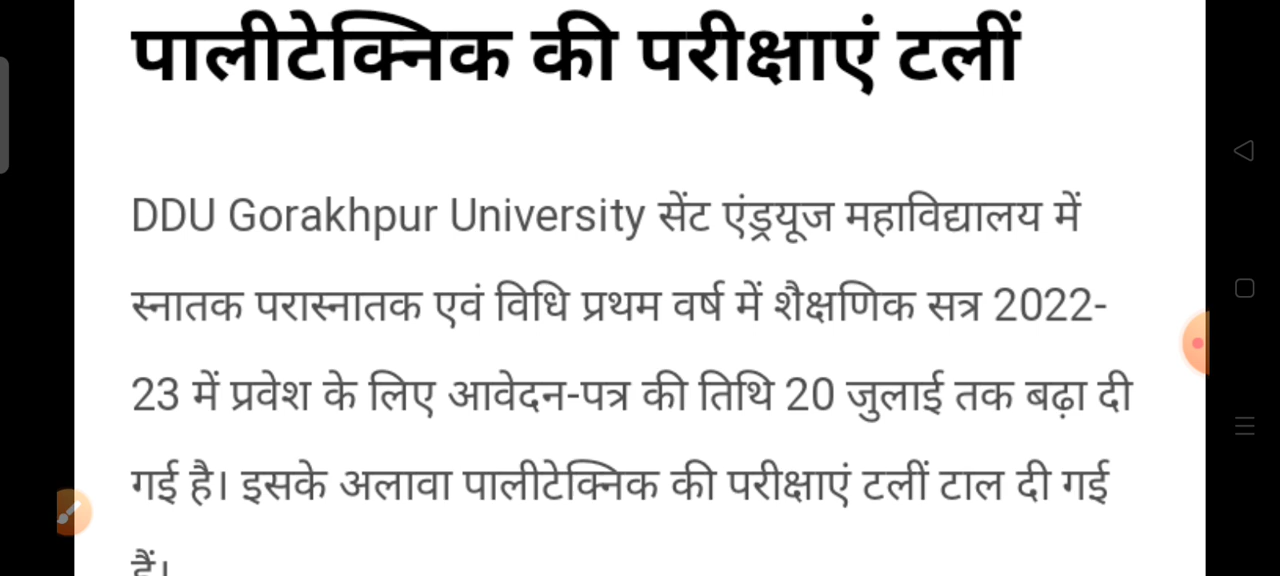 पालीटेक्निक की परीक्षाएं टलीं
DDU Gorakhpur University सेंट एंड्रयूज महाविद्यालय में
स्नातक परास्नातक एवं विधि प्रथम वर्ष में शैक्षणिक सत्र 2022-
23 में प्रवेश के लिए आवेदन-पत्र की तिथि 20 जुलाई तक बढ़ा दी
गई है। इसके अलावा पालीटेक्निक की परीक्षाएं टलीं टाल दी गई
हैं।